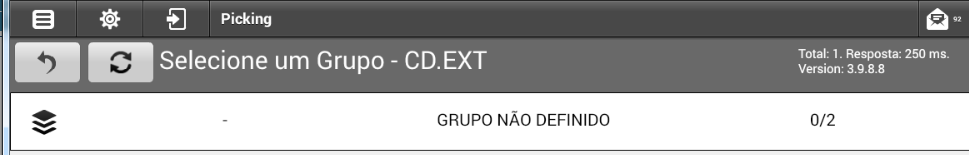 Picking
92
Selecione um Grupo - CD.EXT
Total: 1. Resposta: 250 ms.
Version: 3.9.8.8
- GRUPO NÃO DEFINIDO 0/2